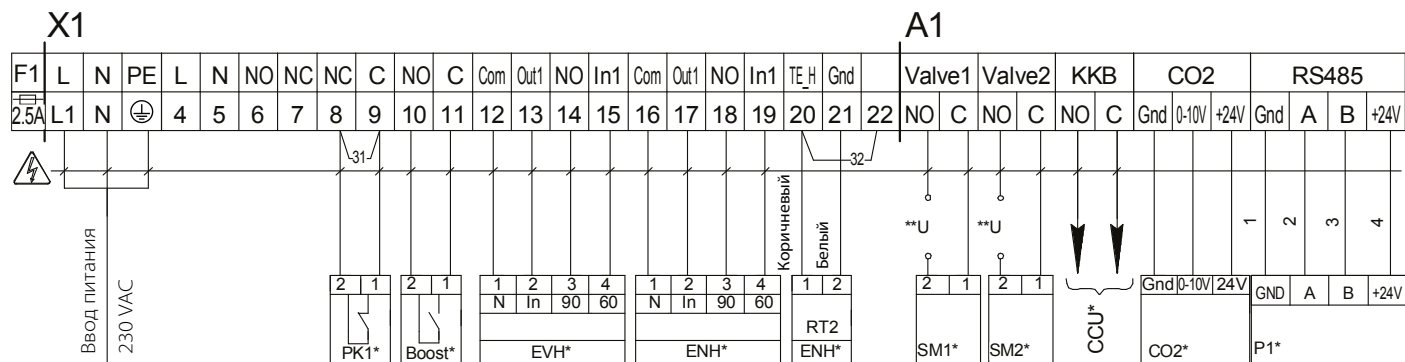 X1 A1
F1 L N PE L N NO NC NC C NO C Com Out1 NO In1 Com Out1 NO In1 TE_H Gnd Valve1 Valve2 KKB CO2 RS485
2.5A L1 N 4 5 6 7 8 9 10 11 12 13 14 15 16 17 18 19 20 21 22 NO C NO C NO C Gnd 0-10V +24V Gnd A B +24V
31 32
Коричневый
Белый
**U **U
1 2 3 4
Ввод питания
230 VAC
2 1 2 1 1 2 3 4 1 2 3 4 1 2 2 1 2 1 Gnd 0-10V 24V GND A B +24V
N In 90 60 N In 90 60
RT2
PK1* Boost* EVH* ENH* ENH* SM1* SM2* CCU* CO2* P1*